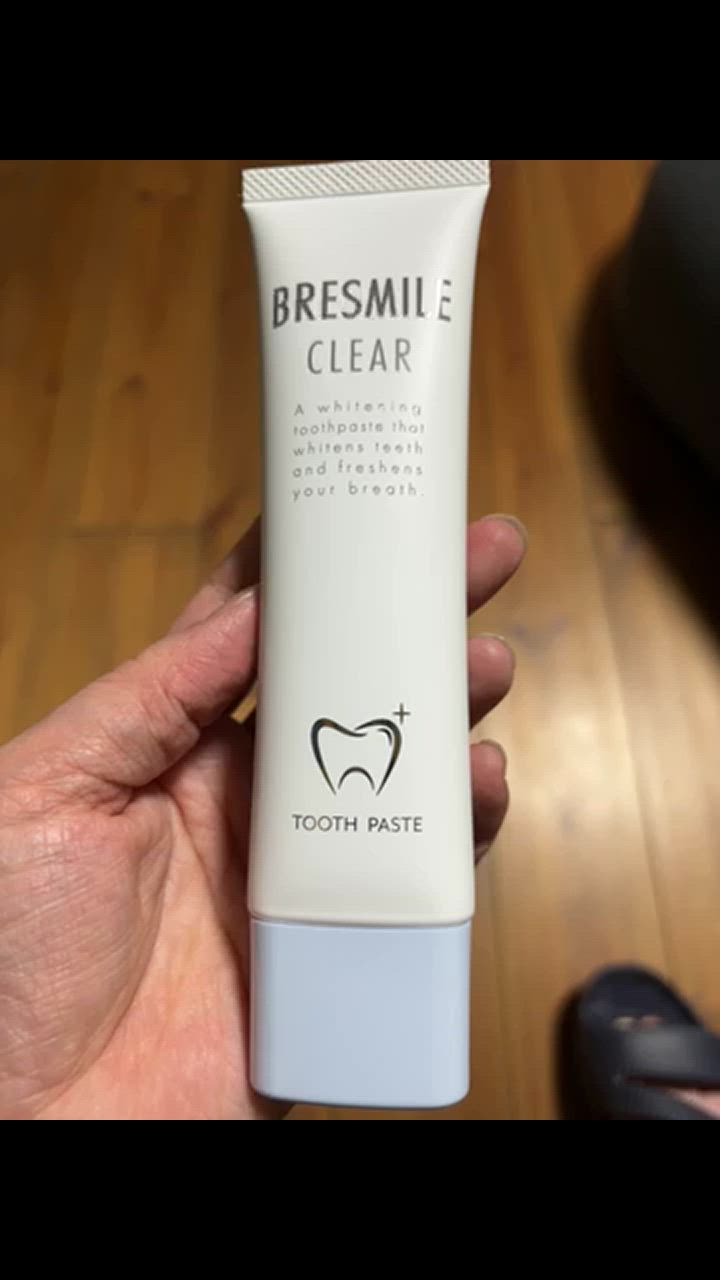 BRESMILE
CLEAR
A whitening
toothpaste that
whitens teeth
and freshens
your breath.
TOOTH PASTE